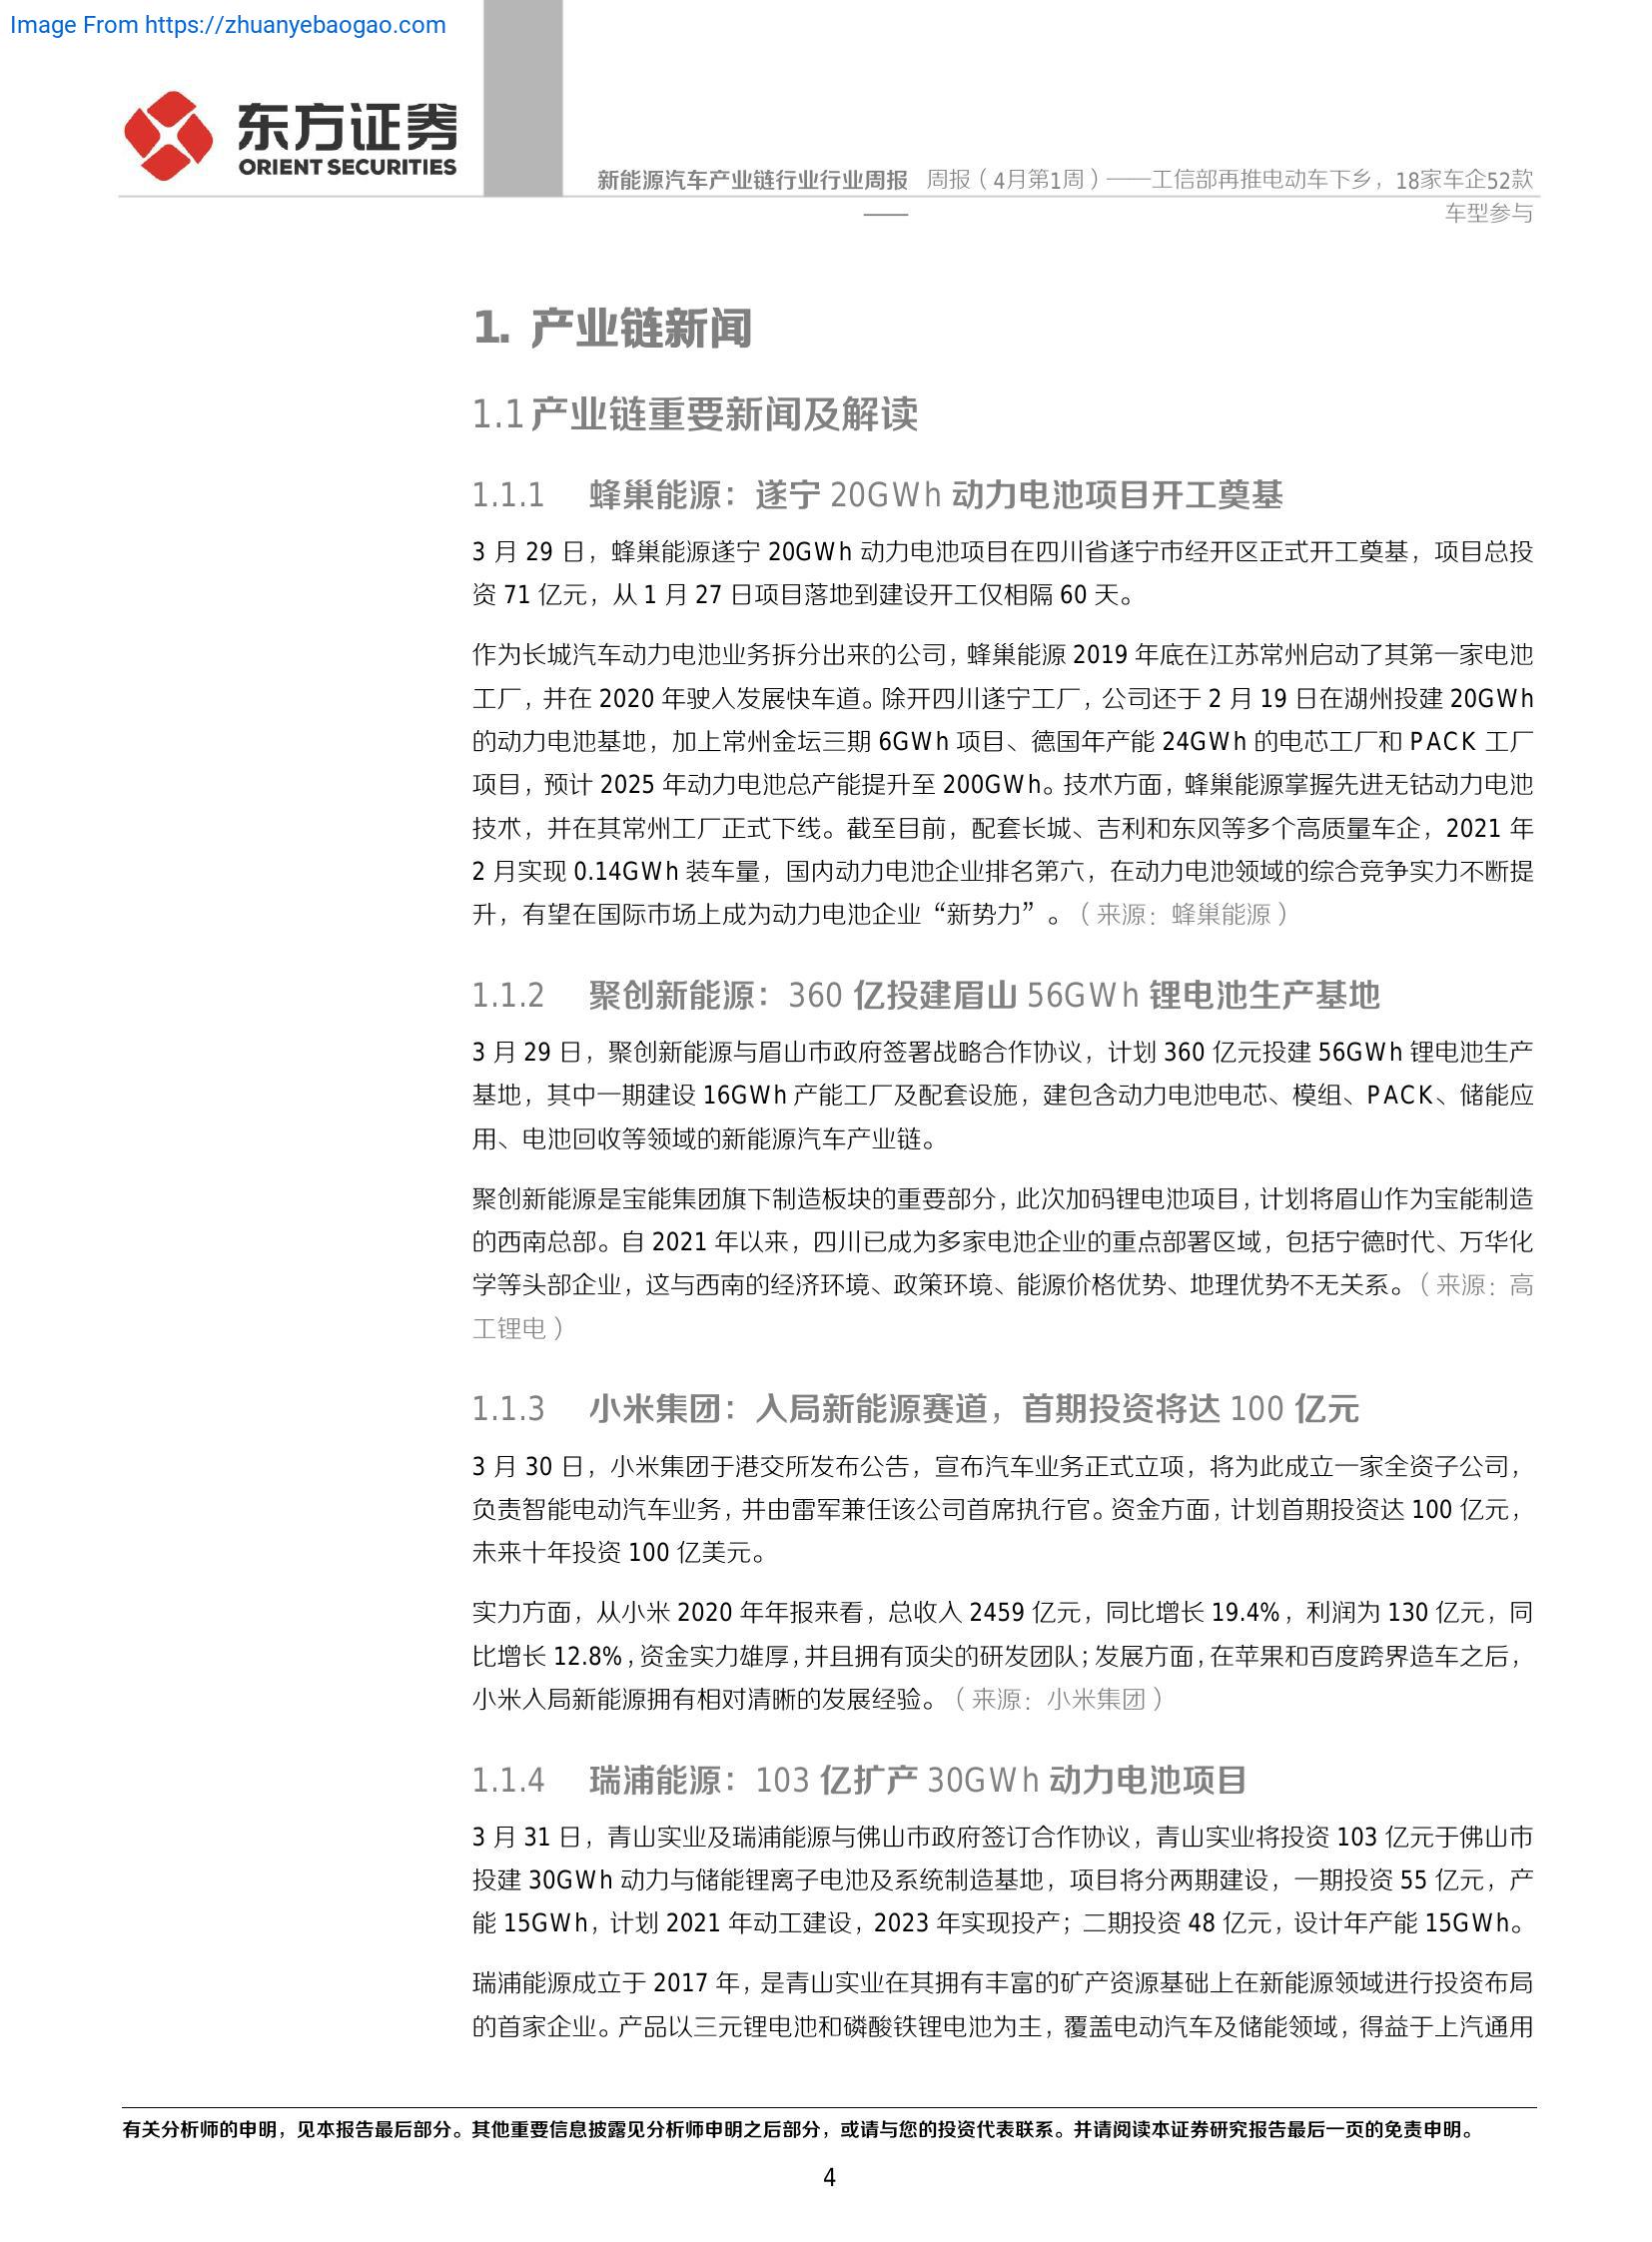 Image From https://zhuanyebaogao.com
东方证券
ORIENT SECURITIES
新能源汽车产业链行业行业周报 周报（4月第1周）——工信部再推电动车下乡，18家车企52款
——
车型参与
1. 产业链新闻
1.1产业链重要新闻及解读
1.1.1 蜂巢能源：遂宁 20GWh 动力电池项目开工奠基
3 月 29 日，蜂巢能源遂宁 20GWh 动力电池项目在四川省遂宁市经开区正式开工奠基，项目总投
资 71 亿元，从 1 月 27 日项目落地到建设开工仅相隔 60 天。
作为长城汽车动力电池业务拆分出来的公司，蜂巢能源 2019 年底在江苏常州启动了其第一家电池
工厂，并在 2020 年驶入发展快车道。除开四川遂宁工厂，公司还于 2 月 19 日在湖州投建 20GWh
的动力电池基地，加上常州金坛三期 6GWh 项目、德国年产能 24GWh 的电芯工厂和 PACK 工厂
项目，预计 2025 年动力电池总产能提升至 200GWh。技术方面，蜂巢能源掌握先进无钴动力电池
技术，并在其常州工厂正式下线。截至目前，配套长城、吉利和东风等多个高质量车企，2021 年
2 月实现 0.14GWh 装车量，国内动力电池企业排名第六，在动力电池领域的综合竞争实力不断提
升，有望在国际市场上成为动力电池企业“新势力”。（来源：蜂巢能源）
1.1.2 聚创新能源：360 亿投建眉山 56GWh 锂电池生产基地
3 月 29 日，聚创新能源与眉山市政府签署战略合作协议，计划 360 亿元投建 56GWh 锂电池生产
基地，其中一期建设 16GWh 产能工厂及配套设施，建包含动力电池电芯、模组、PACK、储能应
用、电池回收等领域的新能源汽车产业链。
聚创新能源是宝能集团旗下制造板块的重要部分，此次加码锂电池项目，计划将眉山作为宝能制造
的西南总部。自 2021 年以来，四川已成为多家电池企业的重点部署区域，包括宁德时代、万华化
学等头部企业，这与西南的经济环境、政策环境、能源价格优势、地理优势不无关系。（来源：高
工锂电）
1.1.3 小米集团：入局新能源赛道，首期投资将达 100 亿元
3 月 30 日，小米集团于港交所发布公告，宣布汽车业务正式立项，将为此成立一家全资子公司，
负责智能电动汽车业务，并由雷军兼任该公司首席执行官。资金方面，计划首期投资达 100 亿元，
未来十年投资 100 亿美元。
实力方面，从小米 2020 年年报来看，总收入 2459 亿元，同比增长 19.4%，利润为 130 亿元，同
比增长 12.8%，资金实力雄厚，并且拥有顶尖的研发团队；发展方面，在苹果和百度跨界造车之后，
小米入局新能源拥有相对清晰的发展经验。（来源：小米集团）
1.1.4 瑞浦能源：103 亿扩产 30GWh 动力电池项目
3 月 31 日，青山实业及瑞浦能源与佛山市政府签订合作协议，青山实业将投资 103 亿元于佛山市
投建 30GWh 动力与储能锂离子电池及系统制造基地，项目将分两期建设，一期投资 55 亿元，产
能 15GWh，计划 2021 年动工建设，2023 年实现投产；二期投资 48 亿元，设计年产能 15GWh。
瑞浦能源成立于 2017 年，是青山实业在其拥有丰富的矿产资源基础上在新能源领域进行投资布局
的首家企业。产品以三元锂电池和磷酸铁锂电池为主，覆盖电动汽车及储能领域，得益于上汽通用
有关分析师的申明，见本报告最后部分。其他重要信息披露见分析师申明之后部分，或请与您的投资代表联系。并请阅读本证券研究报告最后一页的免责申明。
4